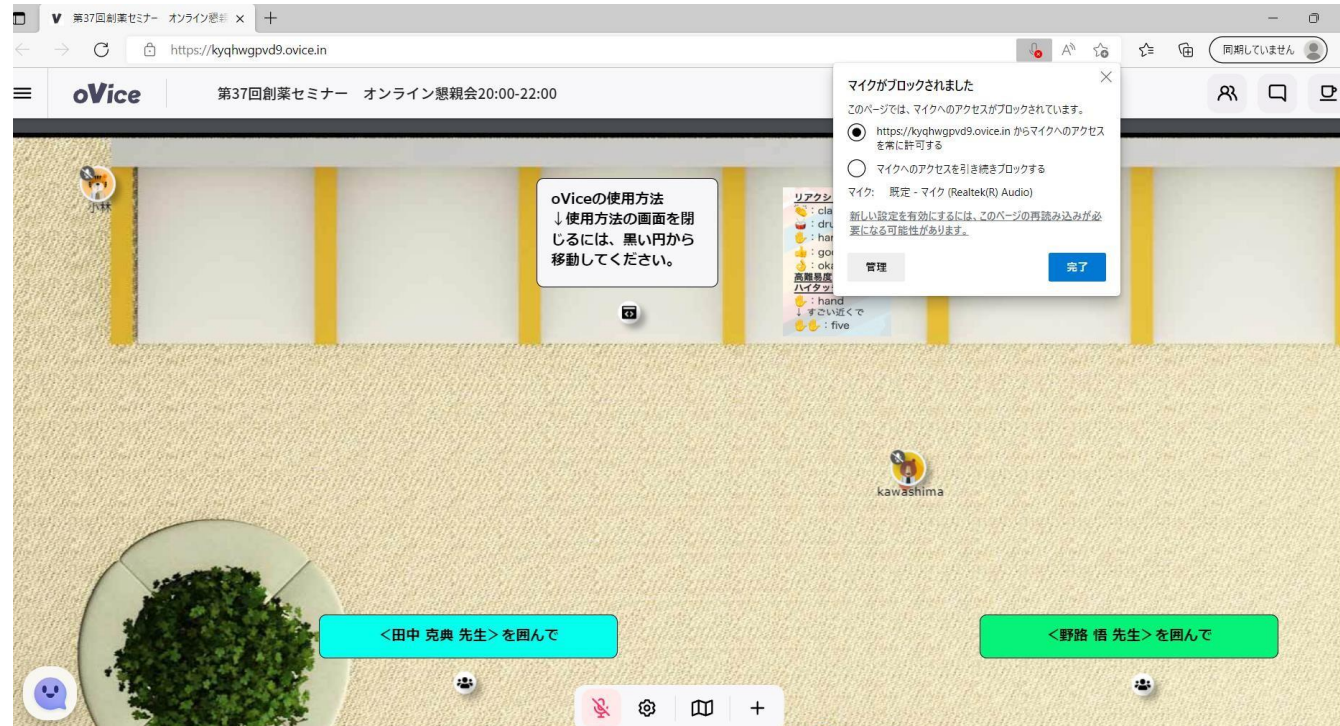 V 第37回創薬セミナー オンライン懇
https://kyqhwgpvd9.ovice.in
同期していません
oVice
第37回創薬セミナー オンライン懇親会20:00-22:00
マイクがブロックされました
このページでは、マイクへのアクセスがブロックされています。
https://kyqhwgpvd9.ovice.in からマイクへのアクセス
を常に許可する
マイクへのアクセスを引き続きブロックする
マイク: 既定 - マイク (Realtek(R) Audio)
新しい設定を有効にするには、このページの再読み込みが必
要になる可能性があります。
管理
完了
小林
oViceの使用方法
↓使用方法の画面を閉
じるには、黒い円から
移動してください。
リアクシ
: cla
: dru
: har
: goo
: oka
高難易度
ハイタッ
: hand
↓ すごい近くで
: five
kawashima
<田中 克典 先生>を囲んで
<野路 悟 先生>を囲んで